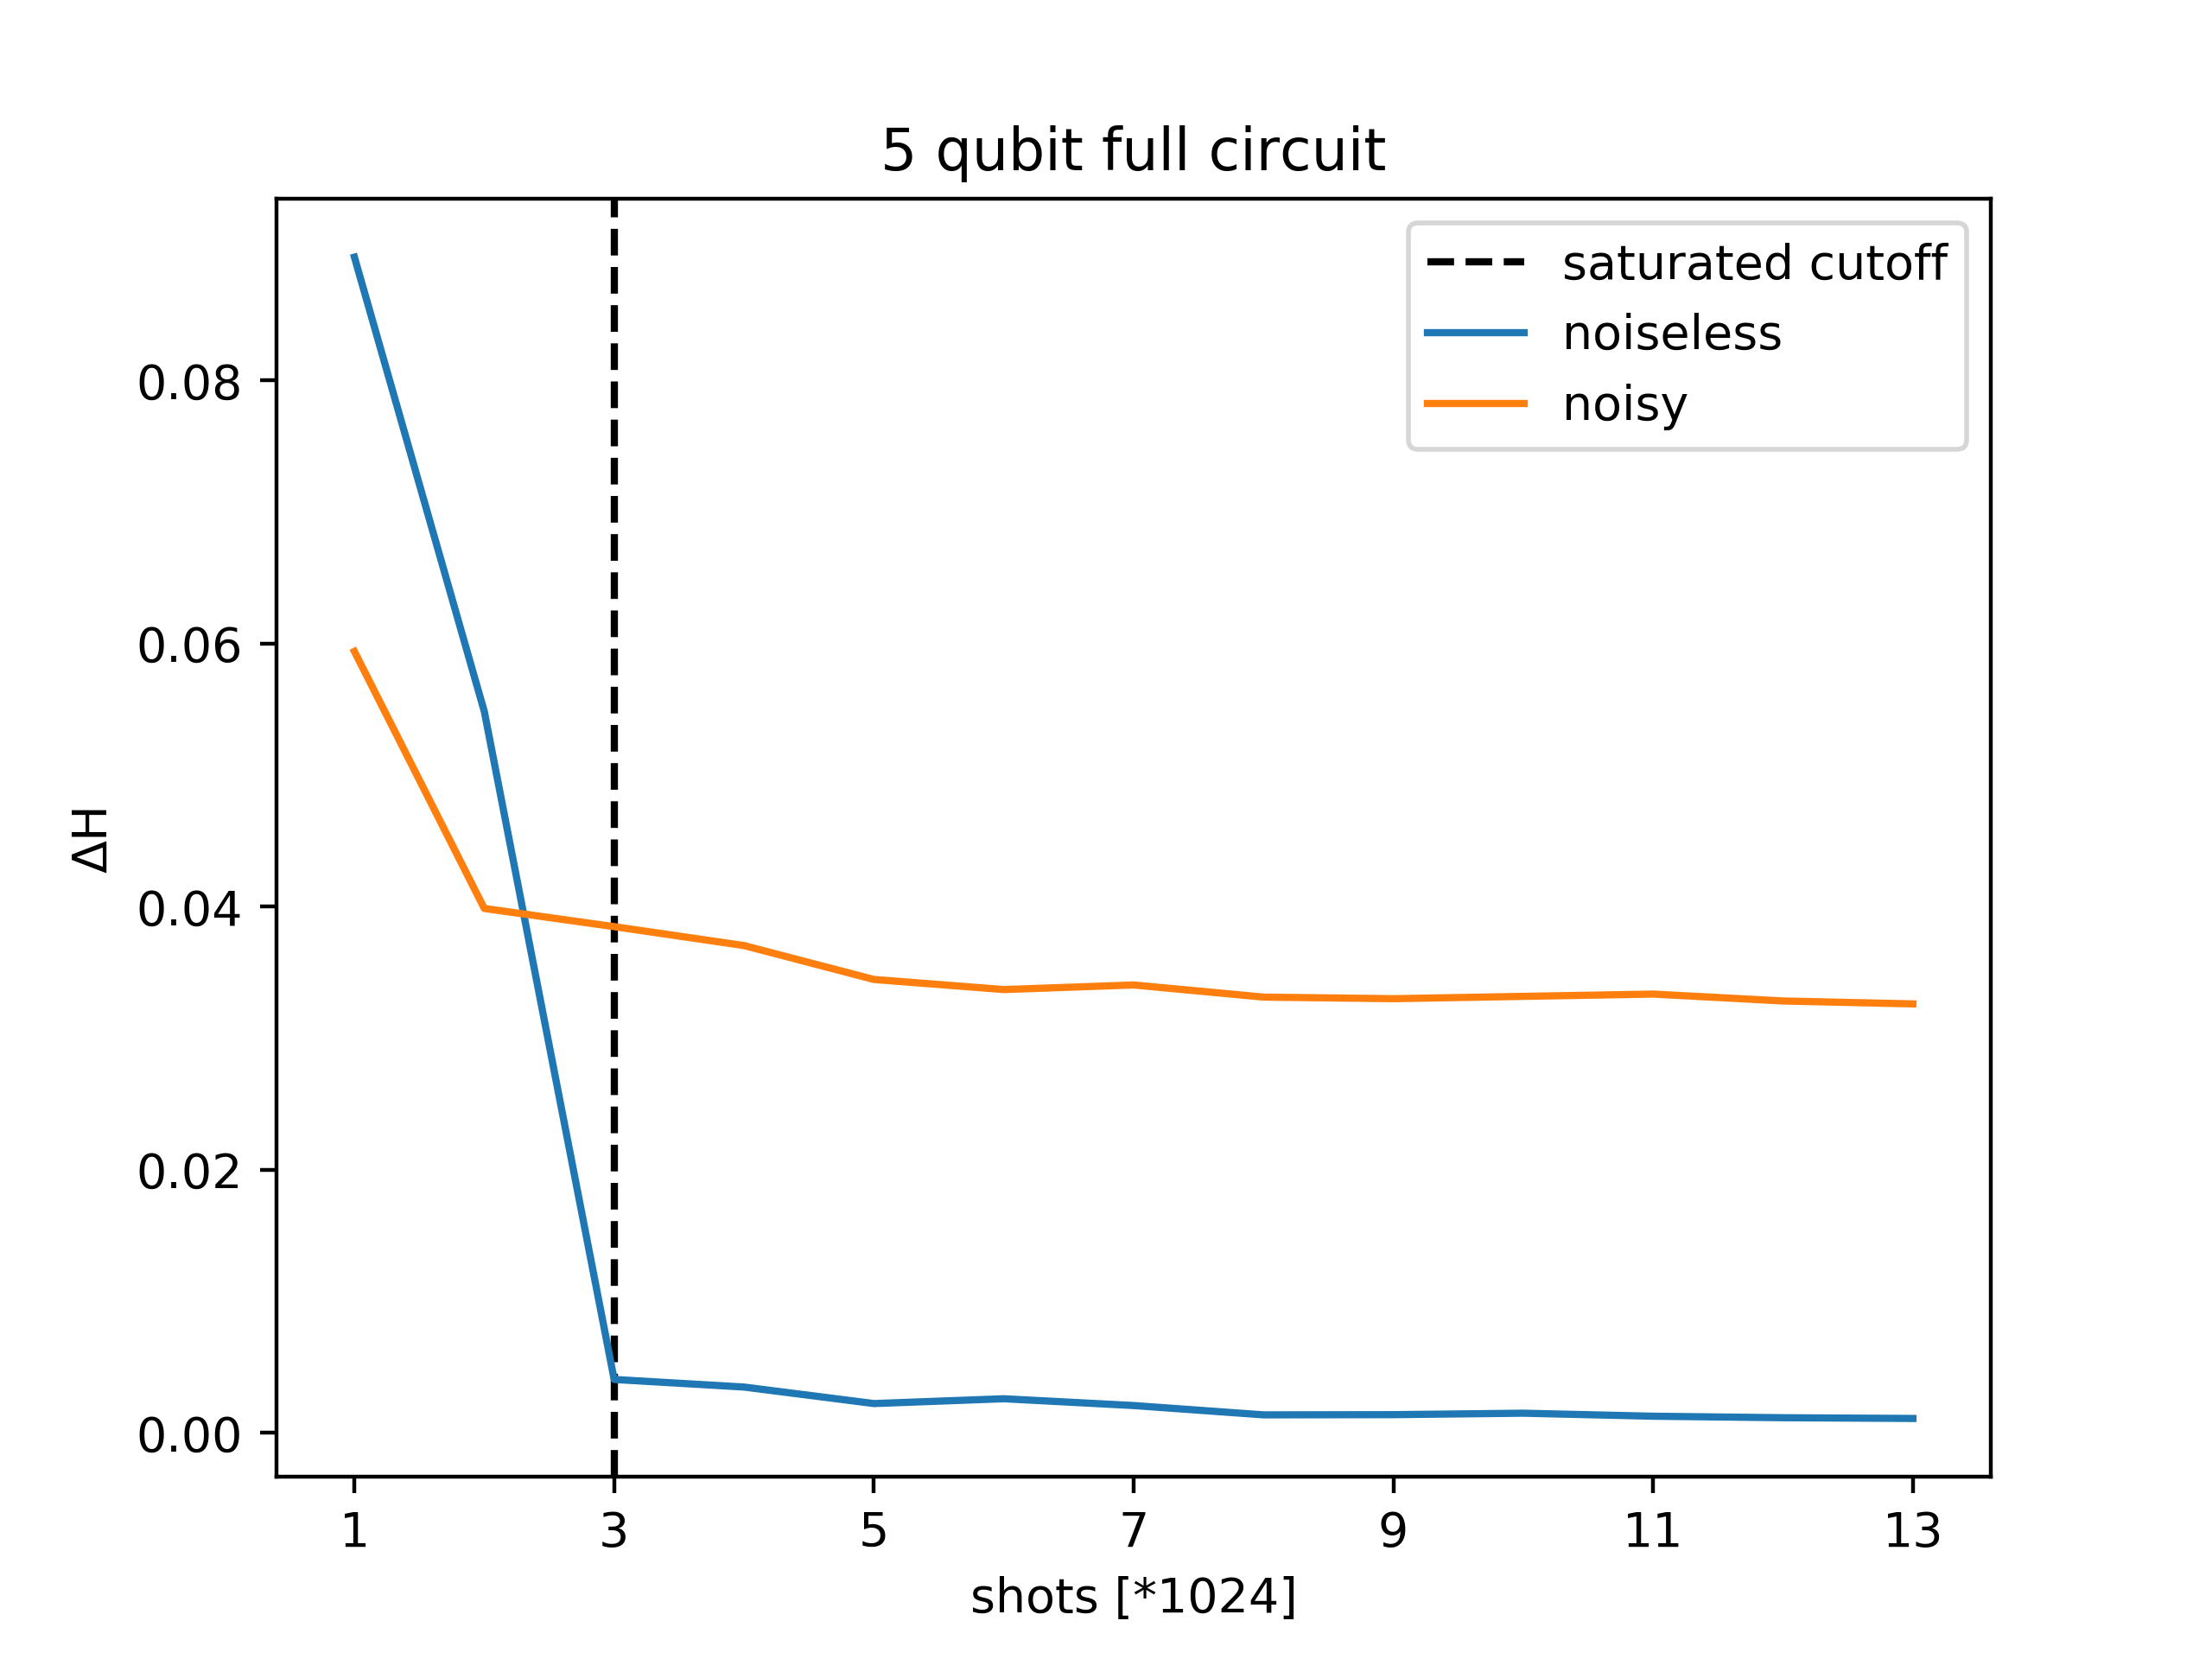 5 qubit full circuit
saturated cutoff
noiseless
noisy
0.08
0.06
0.04
0.02
0.00
ΔH
1 3 5 7 9 11 13
shots [*1024]